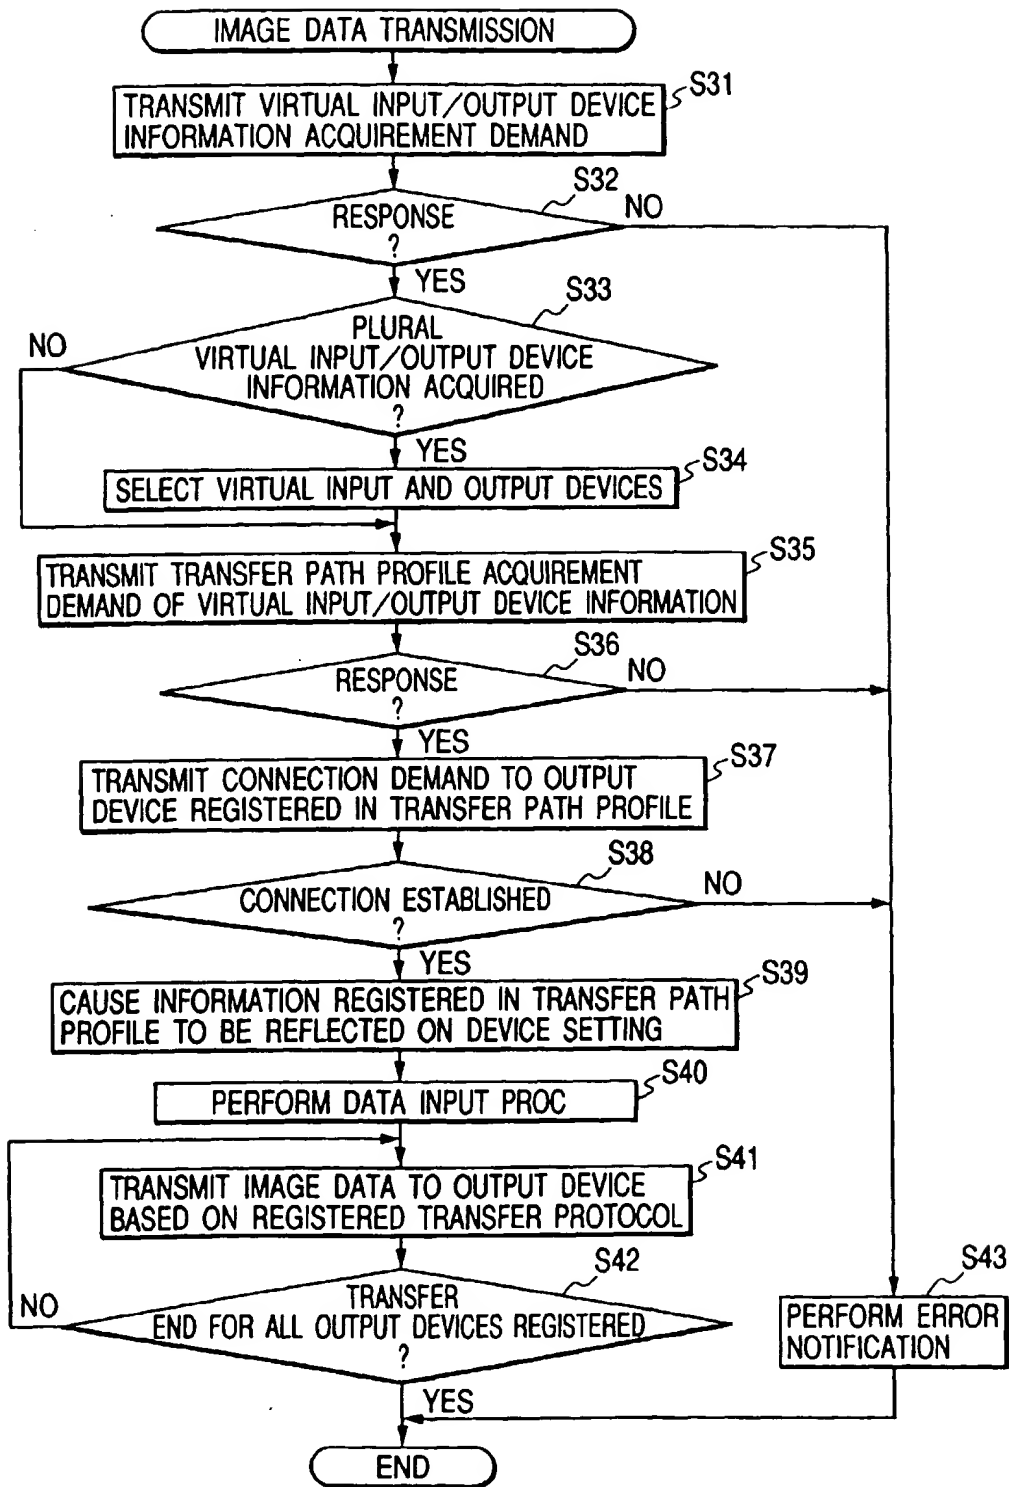 IMAGE DATA TRANSMISSION
S31
TRANSMIT VIRTUAL INPUT/OUTPUT DEVICE
INFORMATION ACQUIREMENT DEMAND
S32
RESPONSE
?
NO
YES
S33
PLURAL
VIRTUAL INPUT/OUTPUT DEVICE
INFORMATION ACQUIRED
?
NO
YES
S34
SELECT VIRTUAL INPUT AND OUTPUT DEVICES
S35
TRANSMIT TRANSFER PATH PROFILE ACQUIREMENT
DEMAND OF VIRTUAL INPUT/OUTPUT DEVICE INFORMATION
S36
RESPONSE
?
NO
YES
S37
TRANSMIT CONNECTION DEMAND TO OUTPUT
DEVICE REGISTERED IN TRANSFER PATH PROFILE
S38
CONNECTION ESTABLISHED
?
NO
YES
S39
CAUSE INFORMATION REGISTERED IN TRANSFER PATH
PROFILE TO BE REFLECTED ON DEVICE SETTING
S40
PERFORM DATA INPUT PROC
S41
TRANSMIT IMAGE DATA TO OUTPUT DEVICE
BASED ON REGISTERED TRANSFER PROTOCOL
S42
TRANSFER
END FOR ALL OUTPUT DEVICES REGISTERED
?
NO
YES
S43
PERFORM ERROR
NOTIFICATION
END